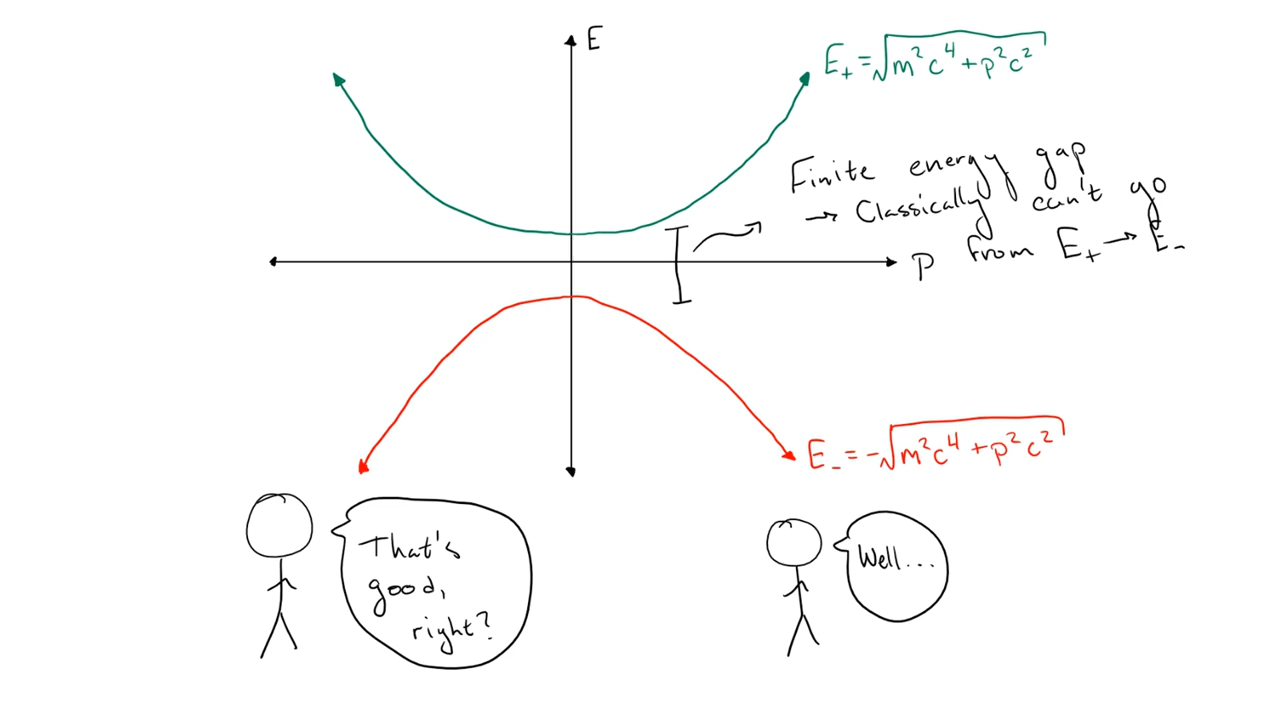 E
E₊ = √m²c⁴ + p²c²
Finite energy gap
→ Classically can't go
from E₊ → E₋
p
E₋ = -√m²c⁴ + p²c²
That's
good,
right?
Well...